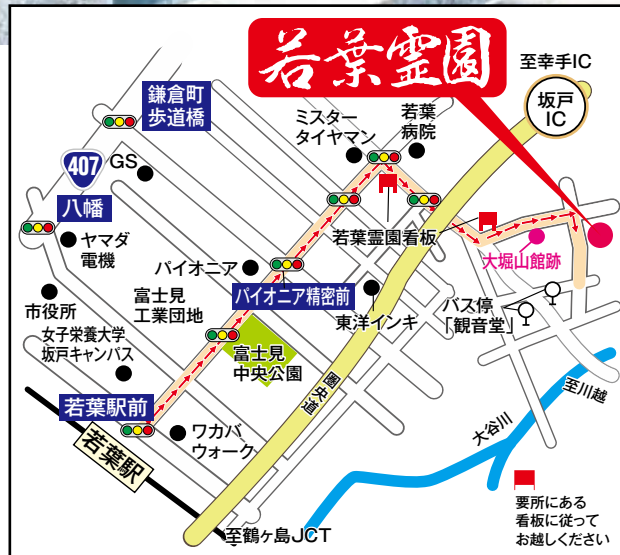 若葉霊園
至幸手IC
坂戸
IC
鎌倉町
歩道橋
ミスター
タイヤマン
若葉
病院
407
GS
八幡
ヤマダ
電機
若葉霊園看板
大堀山館跡
パイオニア
パイオニア精密前
市役所
富士見
工業団地
東洋インキ
バス停
「観音堂」
女子栄養大学
坂戸キャンパス
富士見
中央公園
圏央道
至川越
若葉駅前
ワカバ
ウォーク
大谷川
若葉駅
至鶴ヶ島JCT
要所にある
看板に従って
お越しください